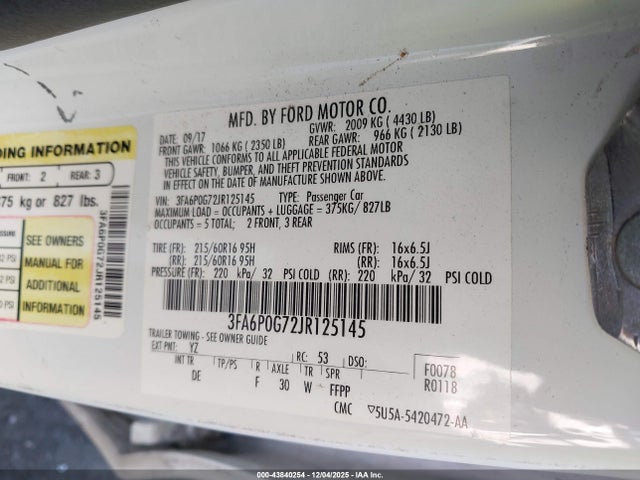 MFD. BY FORD MOTOR CO.
DATE: 09/17 GVWR: 2009 KG ( 4430 LB)
FRONT GAWR: 1066 KG ( 2350 LB) REAR GAWR: 966 KG ( 2130 LB)
THIS VEHICLE CONFORMS TO ALL APPLICABLE FEDERAL MOTOR
VEHICLE SAFETY, BUMPER, AND THEFT PREVENTION STANDARDS
IN EFFECT ON THE DATE OF MANUFACTURE SHOWN ABOVE.
VIN: 3FA6P0G72JR125145 TYPE: Passenger Car
MAXIMUM LOAD = OCCUPANTS + LUGGAGE = 375KG/ 827LB
OCCUPANTS = 5 TOTAL; 2 FRONT, 3 REAR
TIRE (FR): 215/60R16 95H RIMS (FR): 16x6.5J
(RR): 215/60R16 95H (RR): 16x6.5J
PRESSURE (FR): 220 kPa/ 32 PSI COLD (RR): 220 kPa/ 32 PSI COLD
3FA6P0G72JR125145
TRAILER TOWING - SEE OWNER GUIDE
EXT PNT: YZ RC: 53 DSO: F0078
INT TR R AXLE TR SPR R0118
DE F 30 W FFPP
CMC 5U5A-5420472-AA
DING INFORMATION
FRONT: 2 REAR: 3
375 kg or 827 lbs.
SEE OWNERS
MANUAL FOR
ADDITIONAL
INFORMATION
3FA6P0G72JR125145
000-43840254 - 12/04/2025 - IAA Inc.